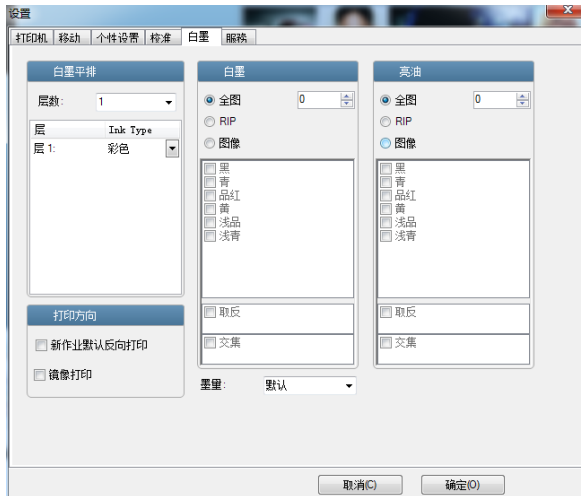 设置
打印机 移动 个性设置 校准 白墨 服務
白墨平排
层数: 1
层 Ink Type
层 1: 彩色
打印方向
新作业默认反向打印
镜像打印
白墨
全图 0
RIP
图像
黑
青
品红
黄
浅品
浅青
取反
交集
墨量: 默认
亮油
全图 0
RIP
图像
黑
青
品红
黄
浅品
浅青
取反
交集
取消(C) 确定(O)